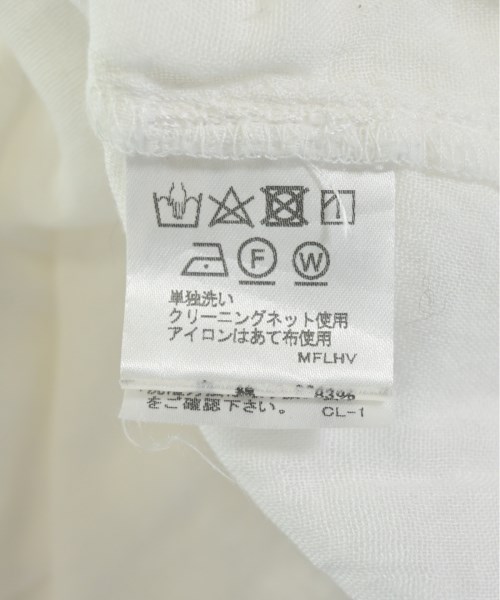 F W
単独洗い
クリーニングネット使用
アイロンはあて布使用
MFLHV
43%
をご確認下さい。 CL-1